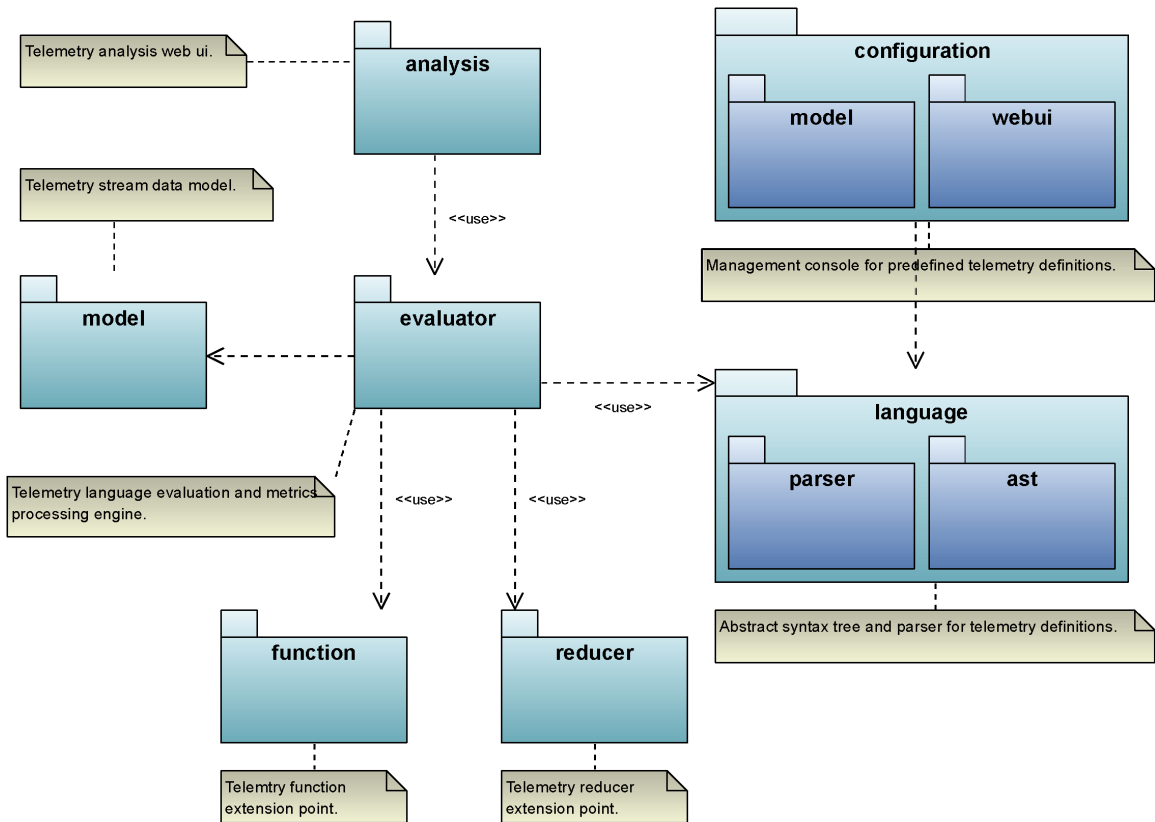 Telemetry analysis web ui.
analysis
configuration
model
webui
Telemetry stream data model.
<<use>>
Management console for predefined telemetry definitions.
model
evaluator
<<use>>
language
parser
ast
Telemetry language evaluation and metrics
processing engine.
<<use>>
<<use>>
Abstract syntax tree and parser for telemetry definitions.
function
reducer
Telemtry function
extension point.
Telemetry reducer
extension point.